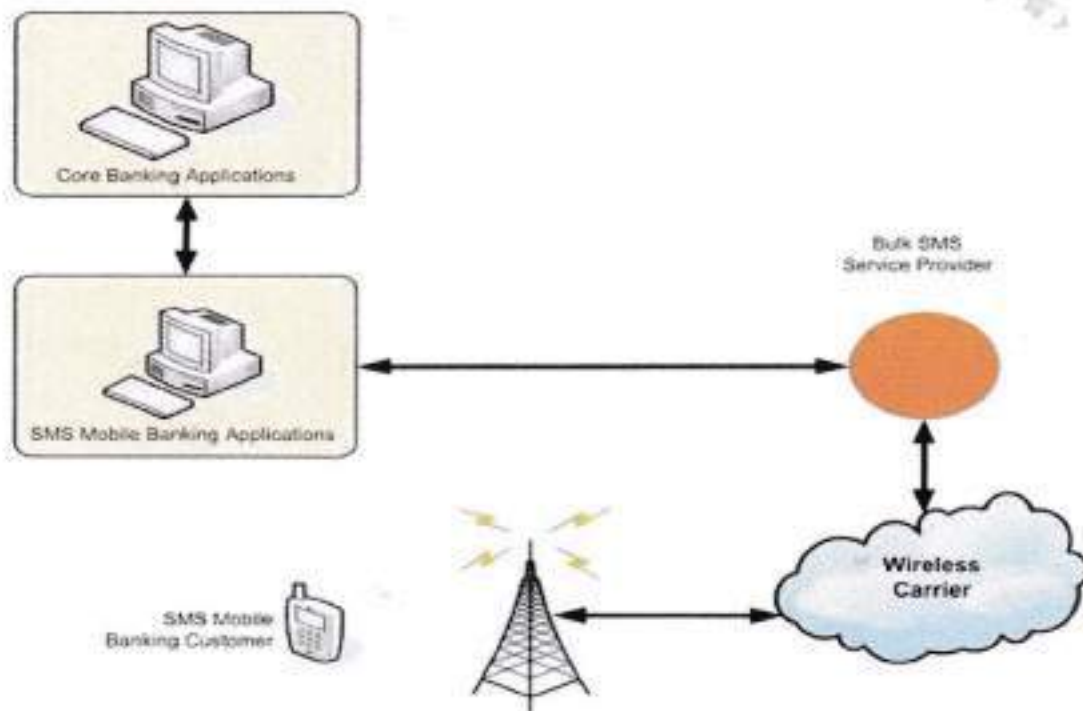 Core Banking Applications
Bulk SMS
Service Provider
SMS Mobile Banking Applications
Wireless
Carrier
SMS Mobile
Banking Customer